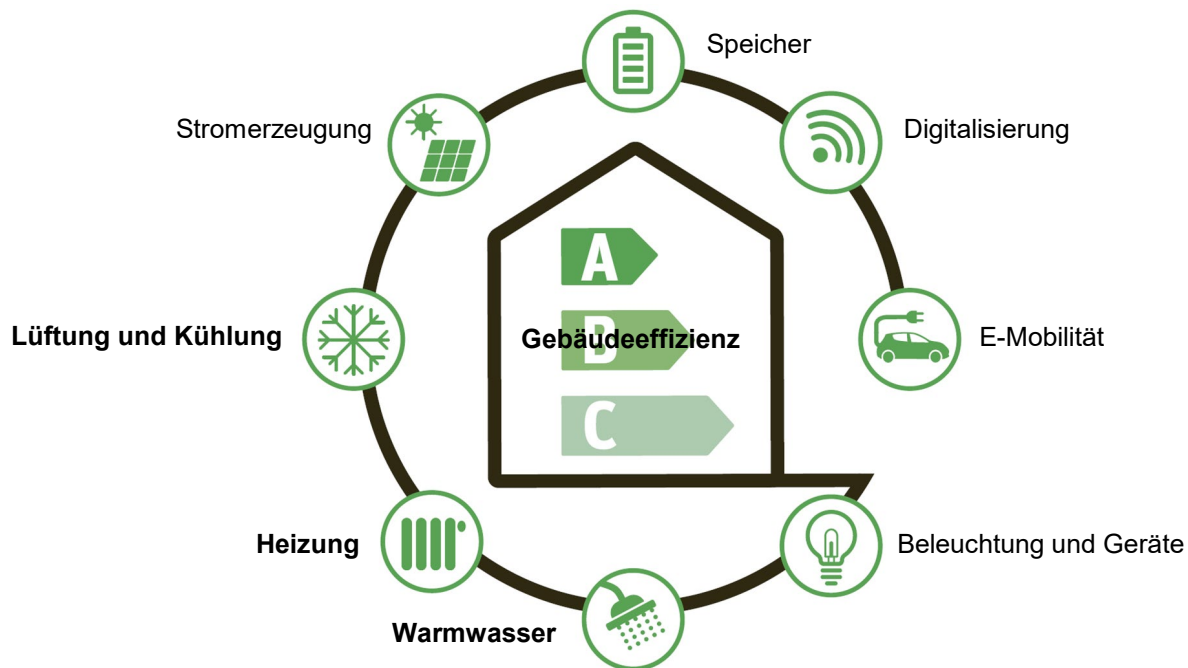 Speicher
Stromerzeugung
Digitalisierung
A
Lüftung und Kühlung
B
Gebäudeeffizienz
E-Mobilität
C
Heizung
Beleuchtung und Geräte
Warmwasser